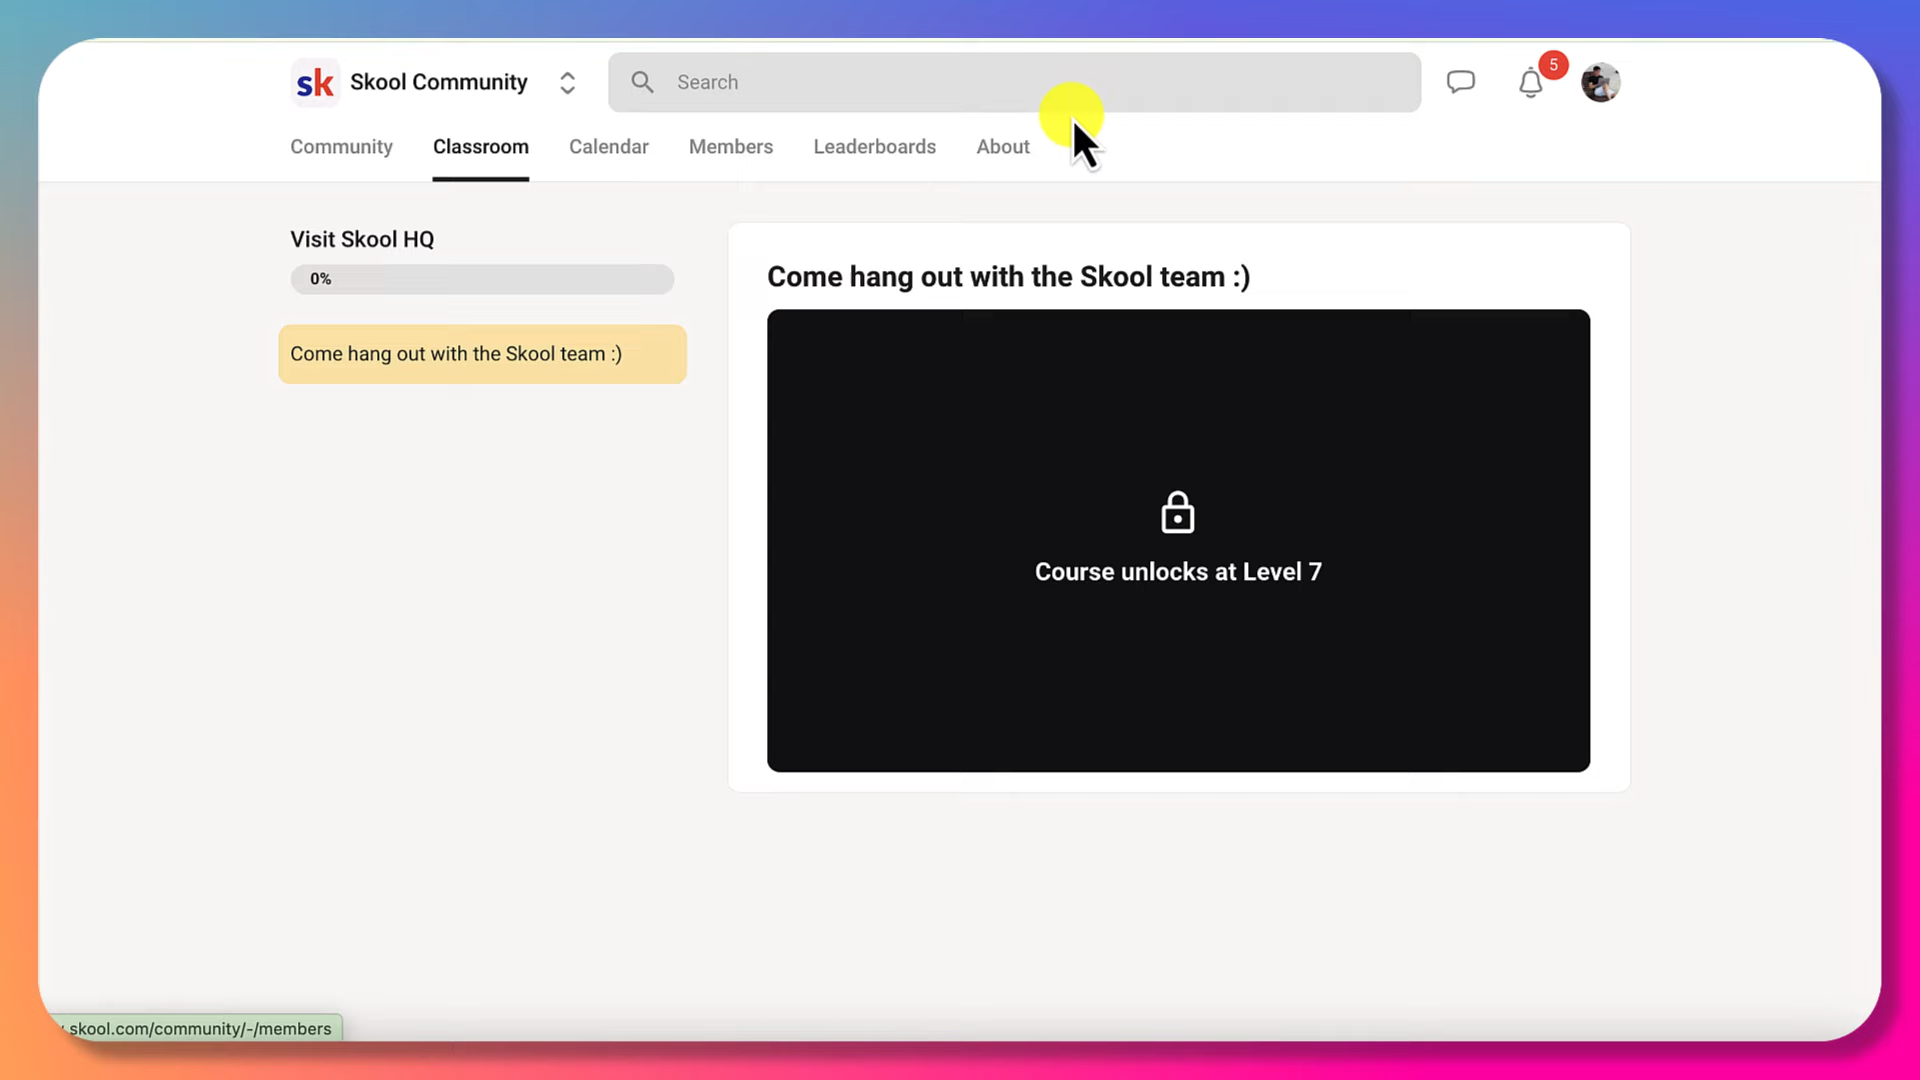 sk Skool Community
Search
5
Community Classroom Calendar Members Leaderboards About
Visit Skool HQ
0%
Come hang out with the Skool team :)
Come hang out with the Skool team :)
Course unlocks at Level 7
skool.com/community/-/members